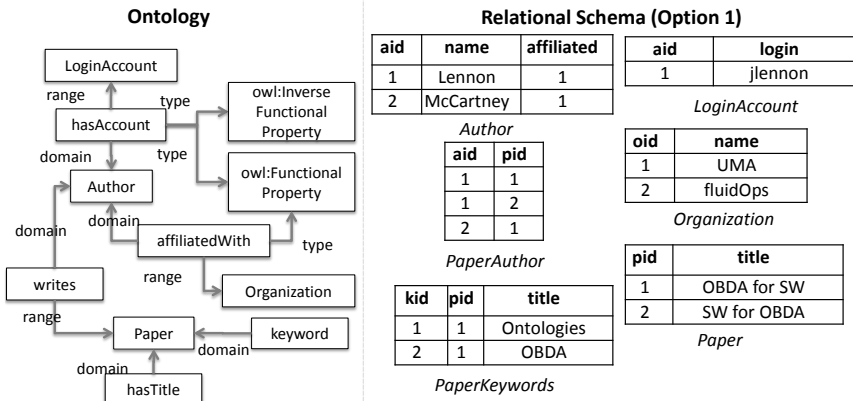 Ontology
LoginAccount
range
type
owl:Inverse
Functional
Property
hasAccount
domain
type
owl:Functional
Property
Author
domain
domain
affiliatedWith
type
range
writes
Organization
range
Paper
keyword
domain
domain
hasTitle
Relational Schema (Option 1)
aid name affiliated
1 Lennon 1
2 McCartney 1
Author
aid login
1 jlennon
LoginAccount
aid pid
1 1
1 2
2 1
PaperAuthor
oid name
1 UMA
2 fluidOps
Organization
kid pid title
1 1 Ontologies
2 1 OBDA
PaperKeywords
pid title
1 OBDA for SW
2 SW for OBDA
Paper